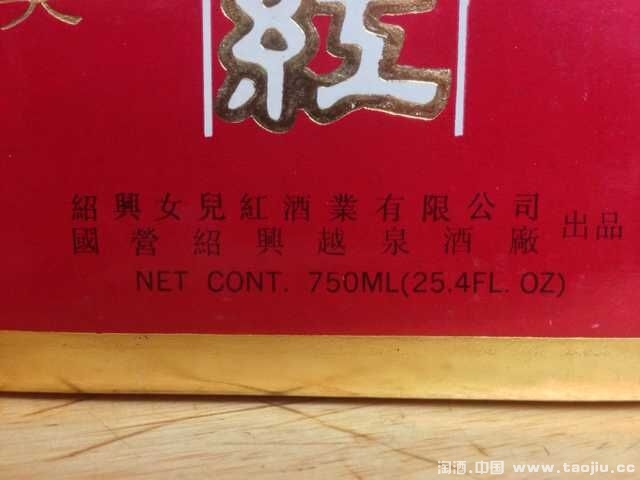 紅
紹興女兒紅酒業有限公司
國營紹興越泉酒廠 出品
NET CONT. 750ML(25.4FL. OZ)
淘酒.中国 www.taojiu.cc